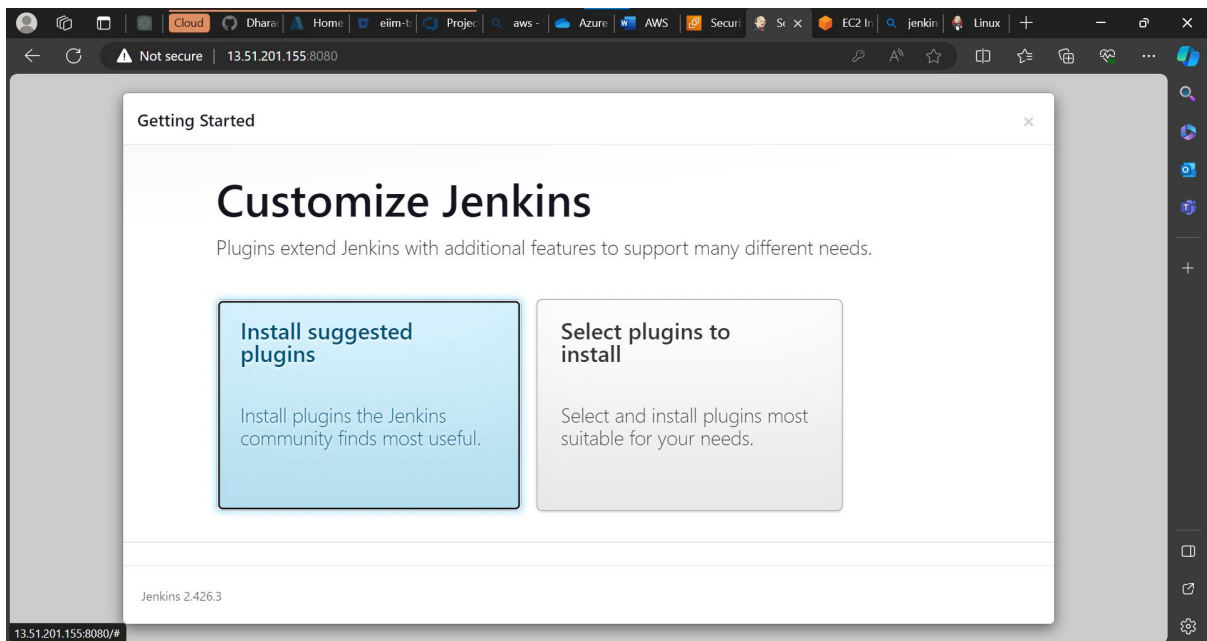 Cloud
Dhara
Home
eiim-t
Projec
aws -
Azure
AWS
Securi
Se
EC2 In
jenkin
Linux
Not secure
13.51.201.155:8080
Getting Started
Customize Jenkins
Plugins extend Jenkins with additional features to support many different needs.
Install suggested
plugins
Install plugins the Jenkins
community finds most useful.
Select plugins to
install
Select and install plugins most
suitable for your needs.
Jenkins 2.426.3
13.51.201.155:8080/#